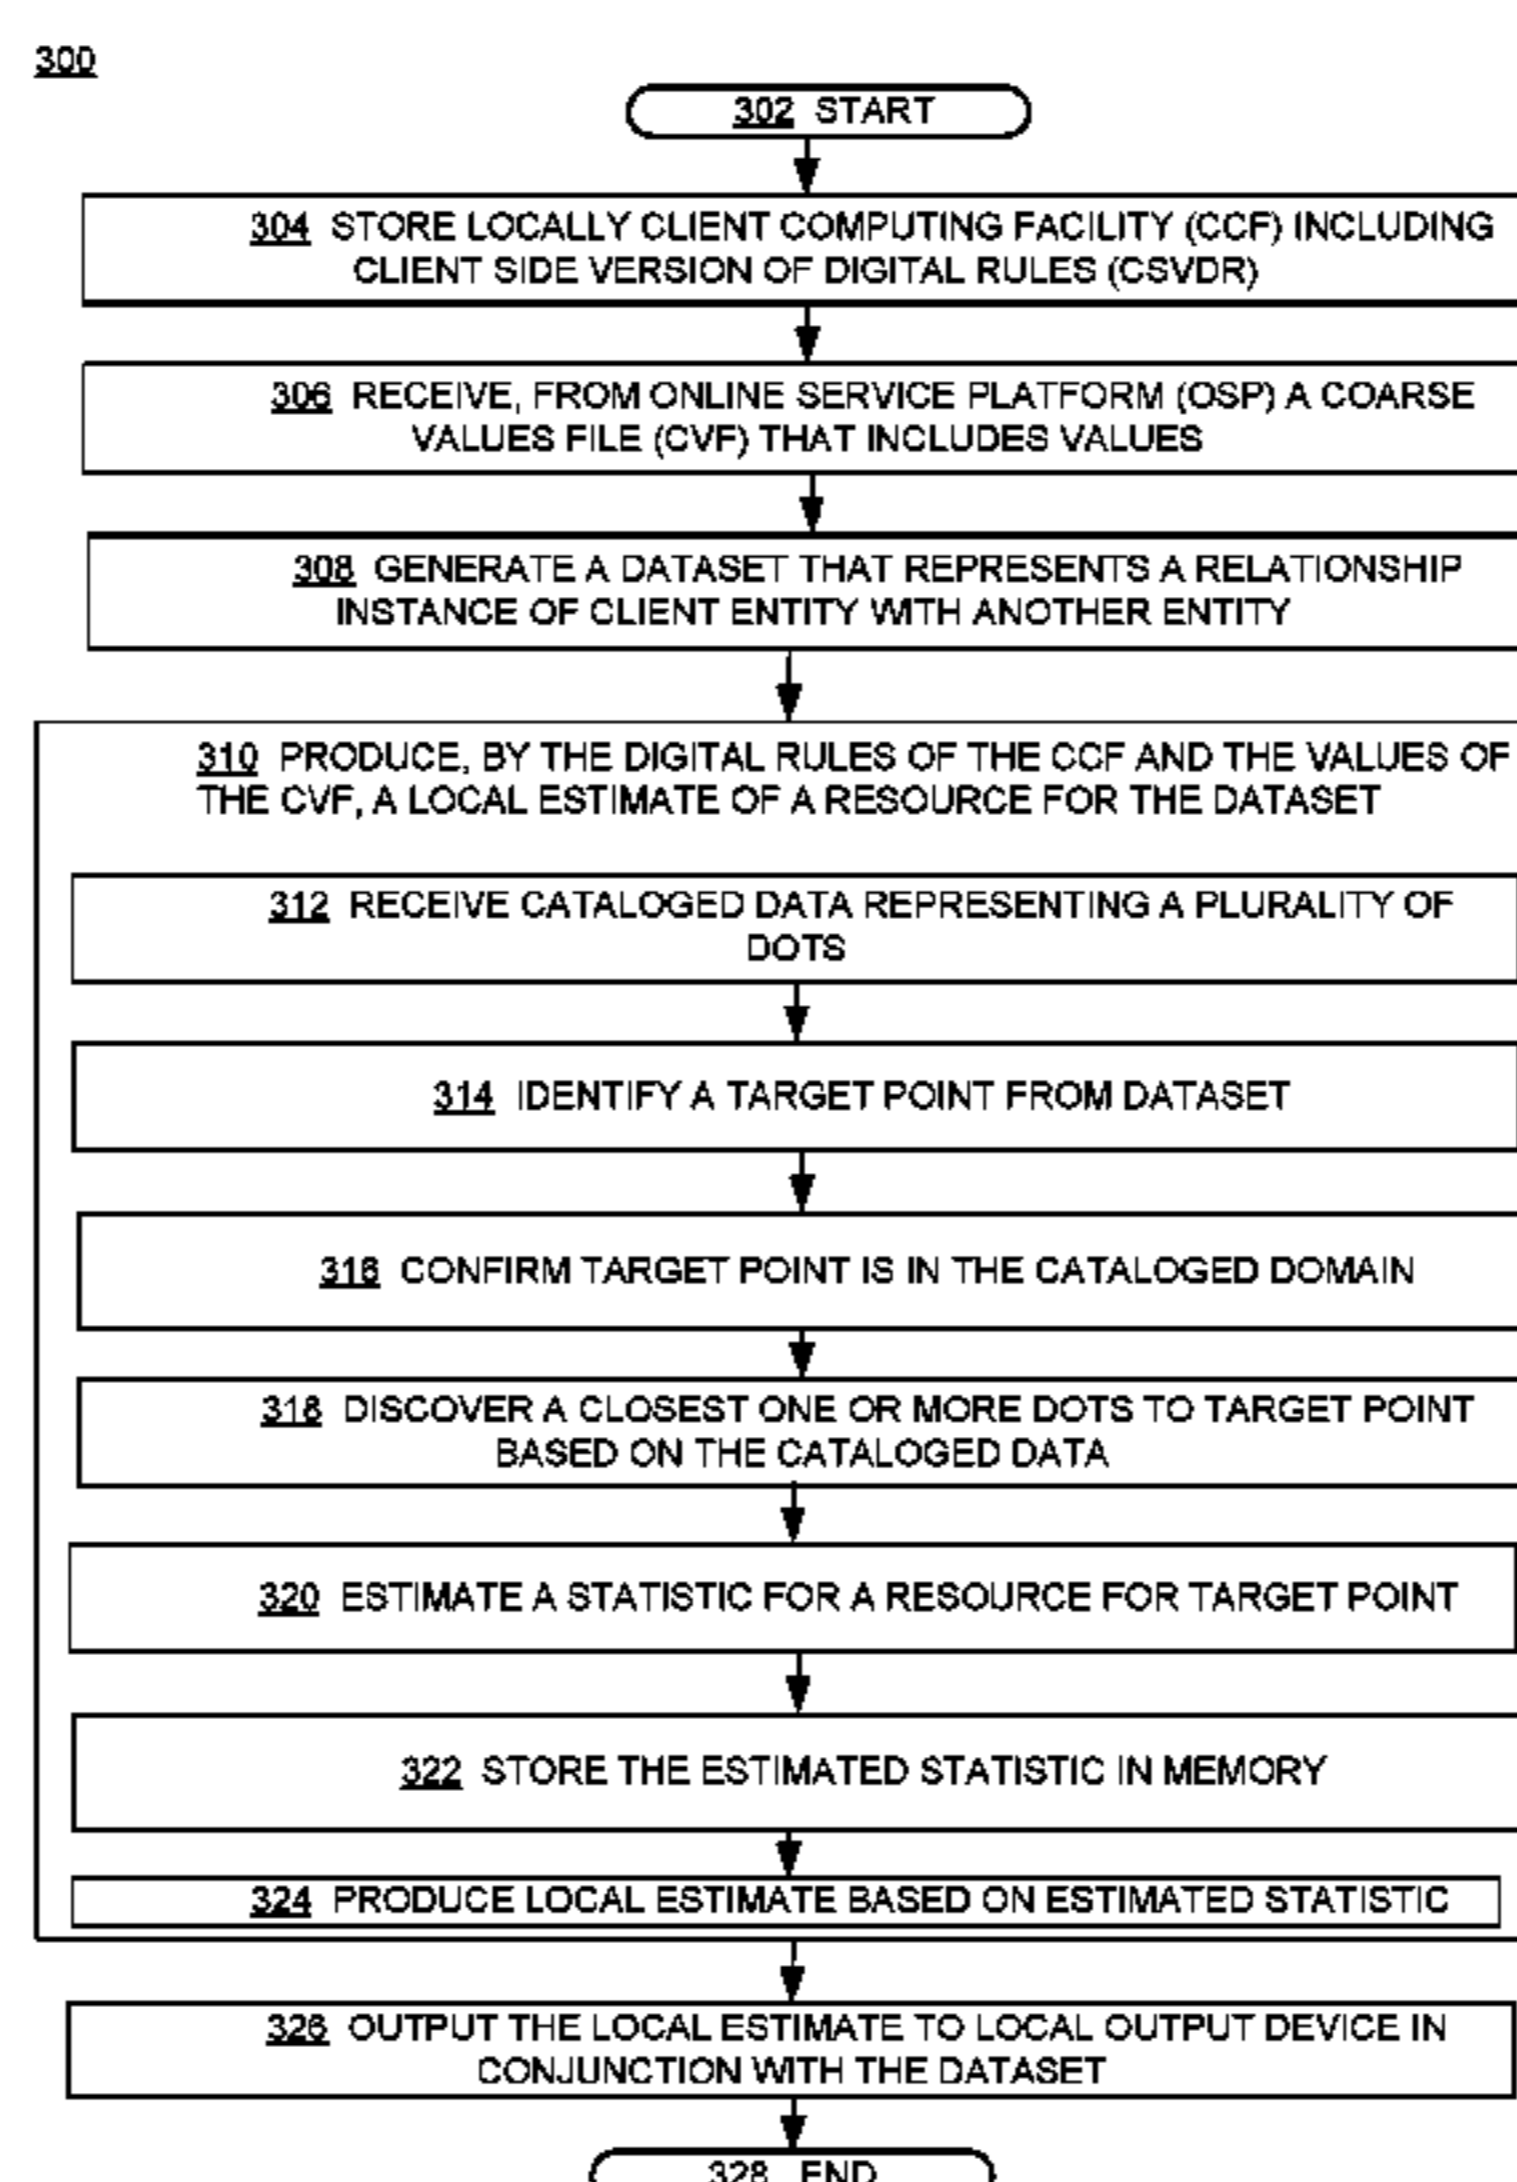 300
302 START
304 STORE LOCALLY CLIENT COMPUTING FACILITY (CCF) INCLUDING
CLIENT SIDE VERSION OF DIGITAL RULES (CSVDR)
306 RECEIVE, FROM ONLINE SERVICE PLATFORM (OSP) A COARSE
VALUES FILE (CVF) THAT INCLUDES VALUES
308 GENERATE A DATASET THAT REPRESENTS A RELATIONSHIP
INSTANCE OF CLIENT ENTITY WITH ANOTHER ENTITY
310 PRODUCE, BY THE DIGITAL RULES OF THE CCF AND THE VALUES OF
THE CVF, A LOCAL ESTIMATE OF A RESOURCE FOR THE DATASET
312 RECEIVE CATALOGED DATA REPRESENTING A PLURALITY OF
DOTS
314 IDENTIFY A TARGET POINT FROM DATASET
316 CONFIRM TARGET POINT IS IN THE CATALOGED DOMAIN
318 DISCOVER A CLOSEST ONE OR MORE DOTS TO TARGET POINT
BASED ON THE CATALOGED DATA
320 ESTIMATE A STATISTIC FOR A RESOURCE FOR TARGET POINT
322 STORE THE ESTIMATED STATISTIC IN MEMORY
324 PRODUCE LOCAL ESTIMATE BASED ON ESTIMATED STATISTIC
326 OUTPUT THE LOCAL ESTIMATE TO LOCAL OUTPUT DEVICE IN
CONJUNCTION WITH THE DATASET
328 END